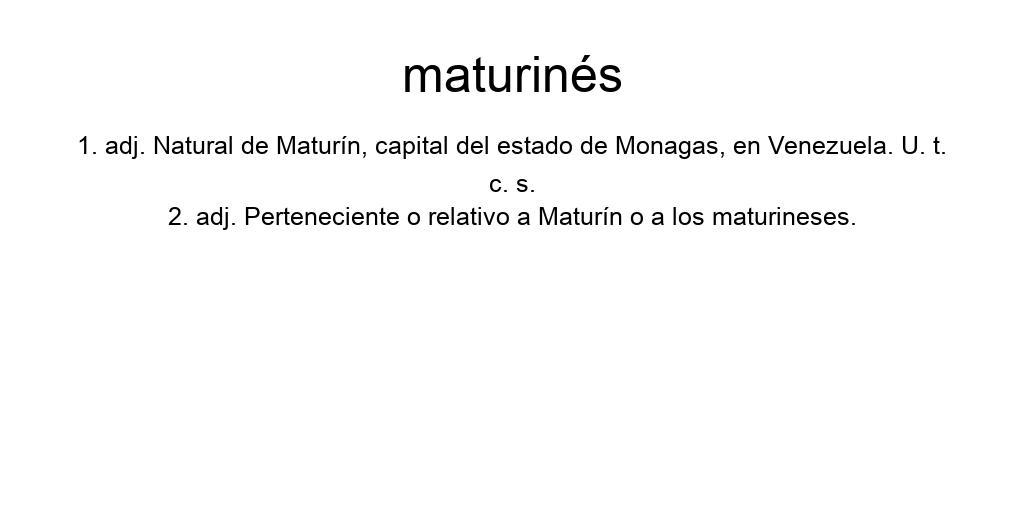 maturinés
1. adj. Natural de Maturín, capital del estado de Monagas, en Venezuela. U. t.
c. s.
2. adj. Perteneciente o relativo a Maturín o a los maturineses.